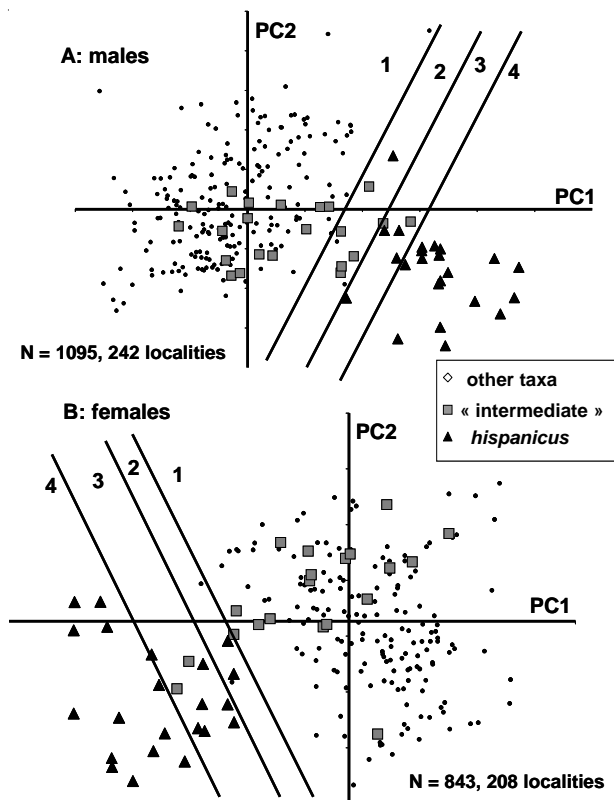 PC2
A: males
1
2
3
4
PC1
N = 1095, 242 localities
other taxa
« intermediate »
hispanicus
B: females
PC2
4
3
2
1
PC1
N = 843, 208 localities